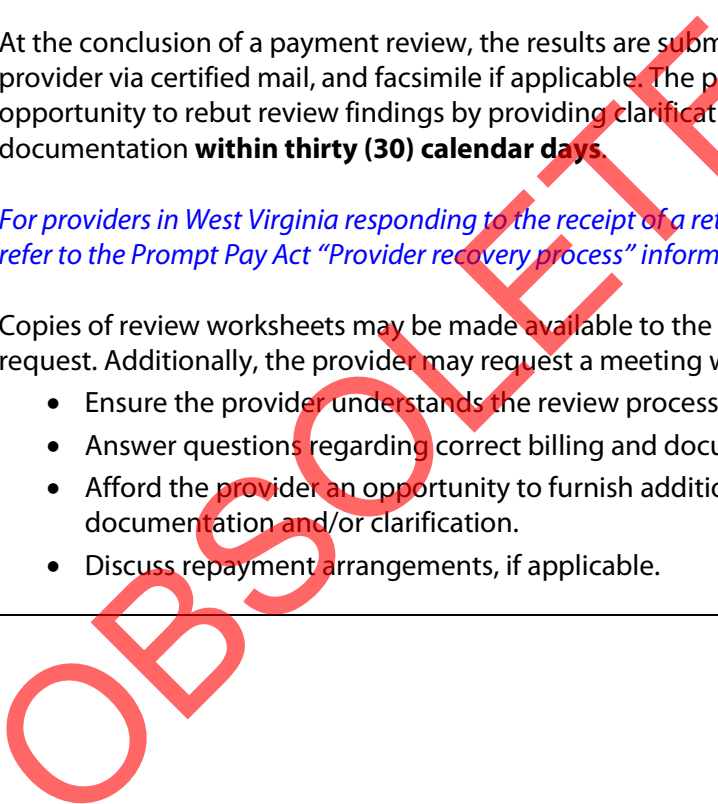 At the conclusion of a payment review, the results are subm
provider via certified mail, and facsimile if applicable. The p
opportunity to rebut review findings by providing clarificat
documentation within thirty (30) calendar days.
For providers in West Virginia responding to the receipt of a ret
refer to the Prompt Pay Act “Provider recovery process” inform
Copies of review worksheets may be made available to the
request. Additionally, the provider may request a meeting w
• Ensure the provider understands the review process
• Answer questions regarding correct billing and docu
• Afford the provider an opportunity to furnish additio
documentation and/or clarification.
• Discuss repayment arrangements, if applicable.
OBSOLETE